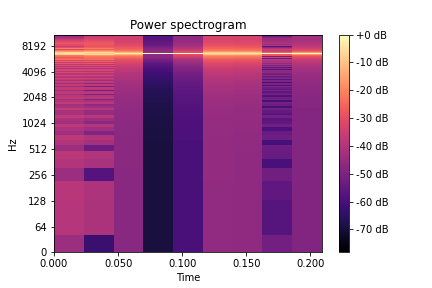 Power spectrogram
Hz
8192
4096
2048
1024
512
256
128
64
0
0.000 0.050 0.100 0.150 0.200
Time
+0 dB
-10 dB
-20 dB
-30 dB
-40 dB
-50 dB
-60 dB
-70 dB